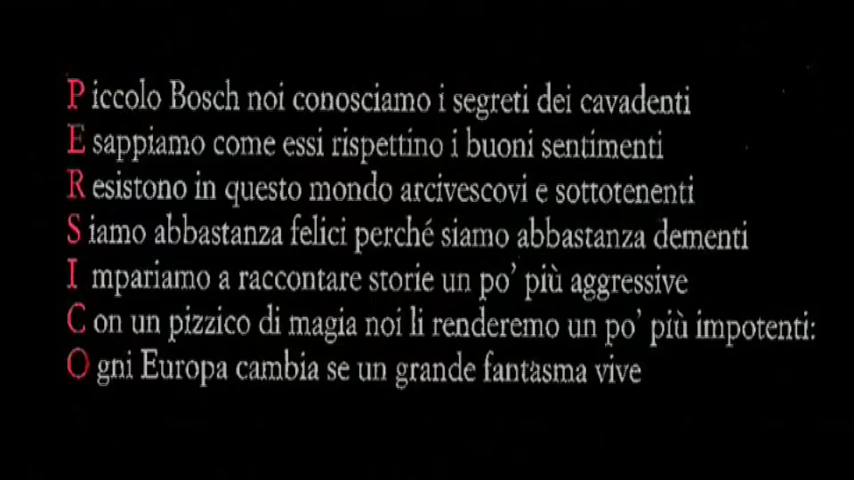 Piccolo Bosch noi conosciamo i segreti dei cavadenti
E sappiamo come essi rispettino i buoni sentimenti
Resistono in questo mondo arcivescovi e sottotenenti
Siamo abbastanza felici perché siamo abbastanza dementi
Impariamo a raccontare storie un po' più aggressive
Con un pizzico di magia noi li renderemo un po' più impotenti:
Ogni Europa cambia se un grande fantasma vive